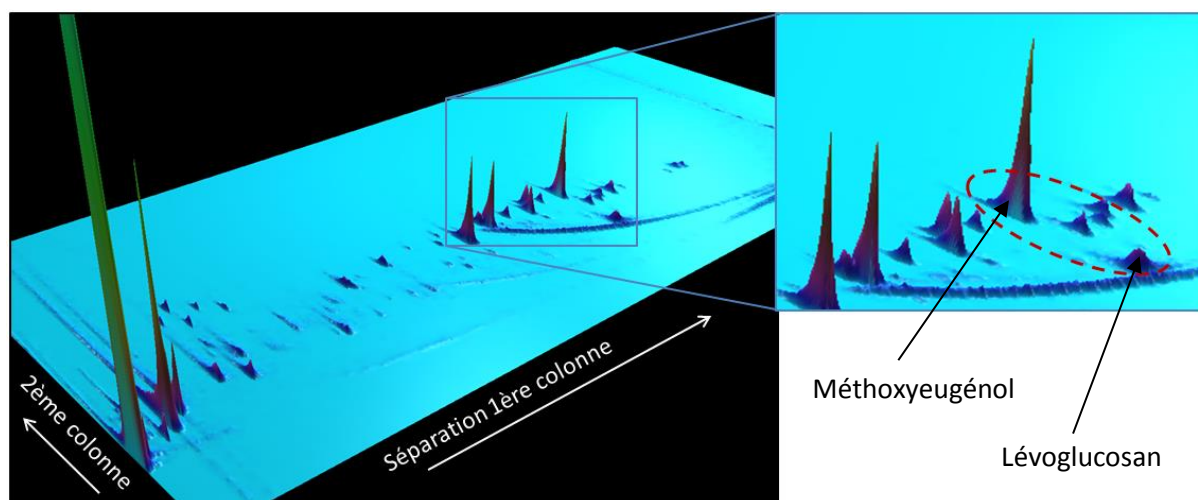 2ème colonne
Séparation 1ère colonne
Méthoxyeugénol
Lévoglucosan